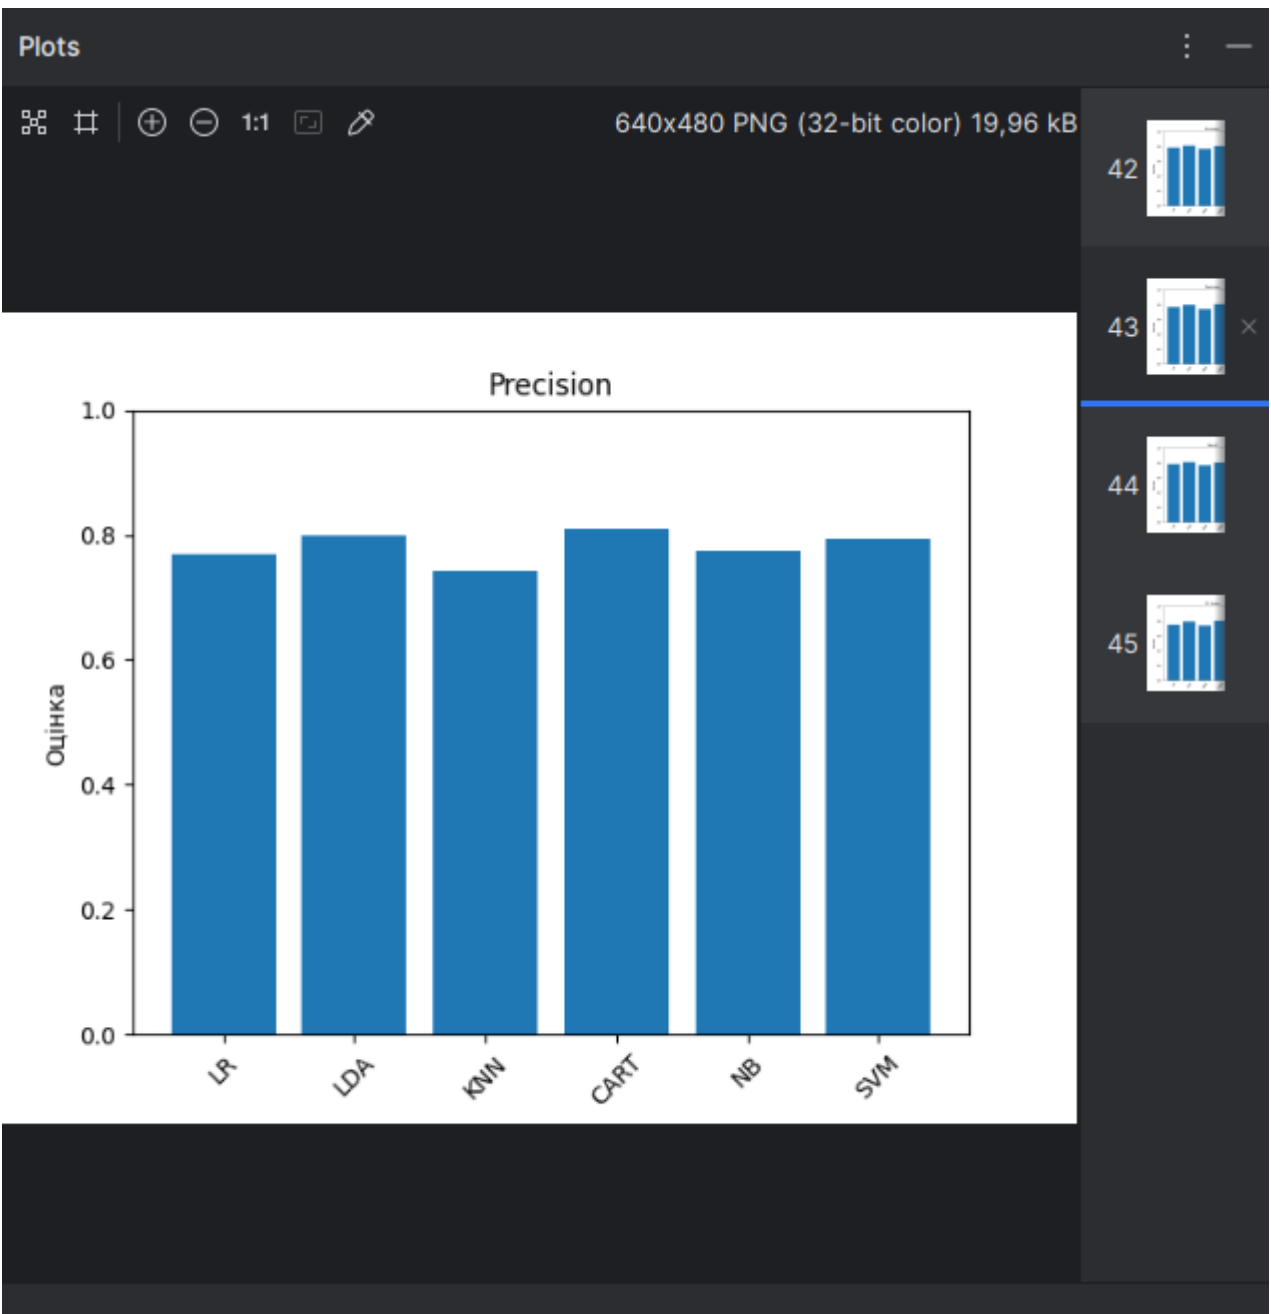 Plots
1:1
640x480 PNG (32-bit color) 19,96 kB
42
43
44
45
Precision
1.0
0.8
0.6
0.4
0.2
0.0
Оцінка
LR
LDA
KNN
CART
NB
SVM